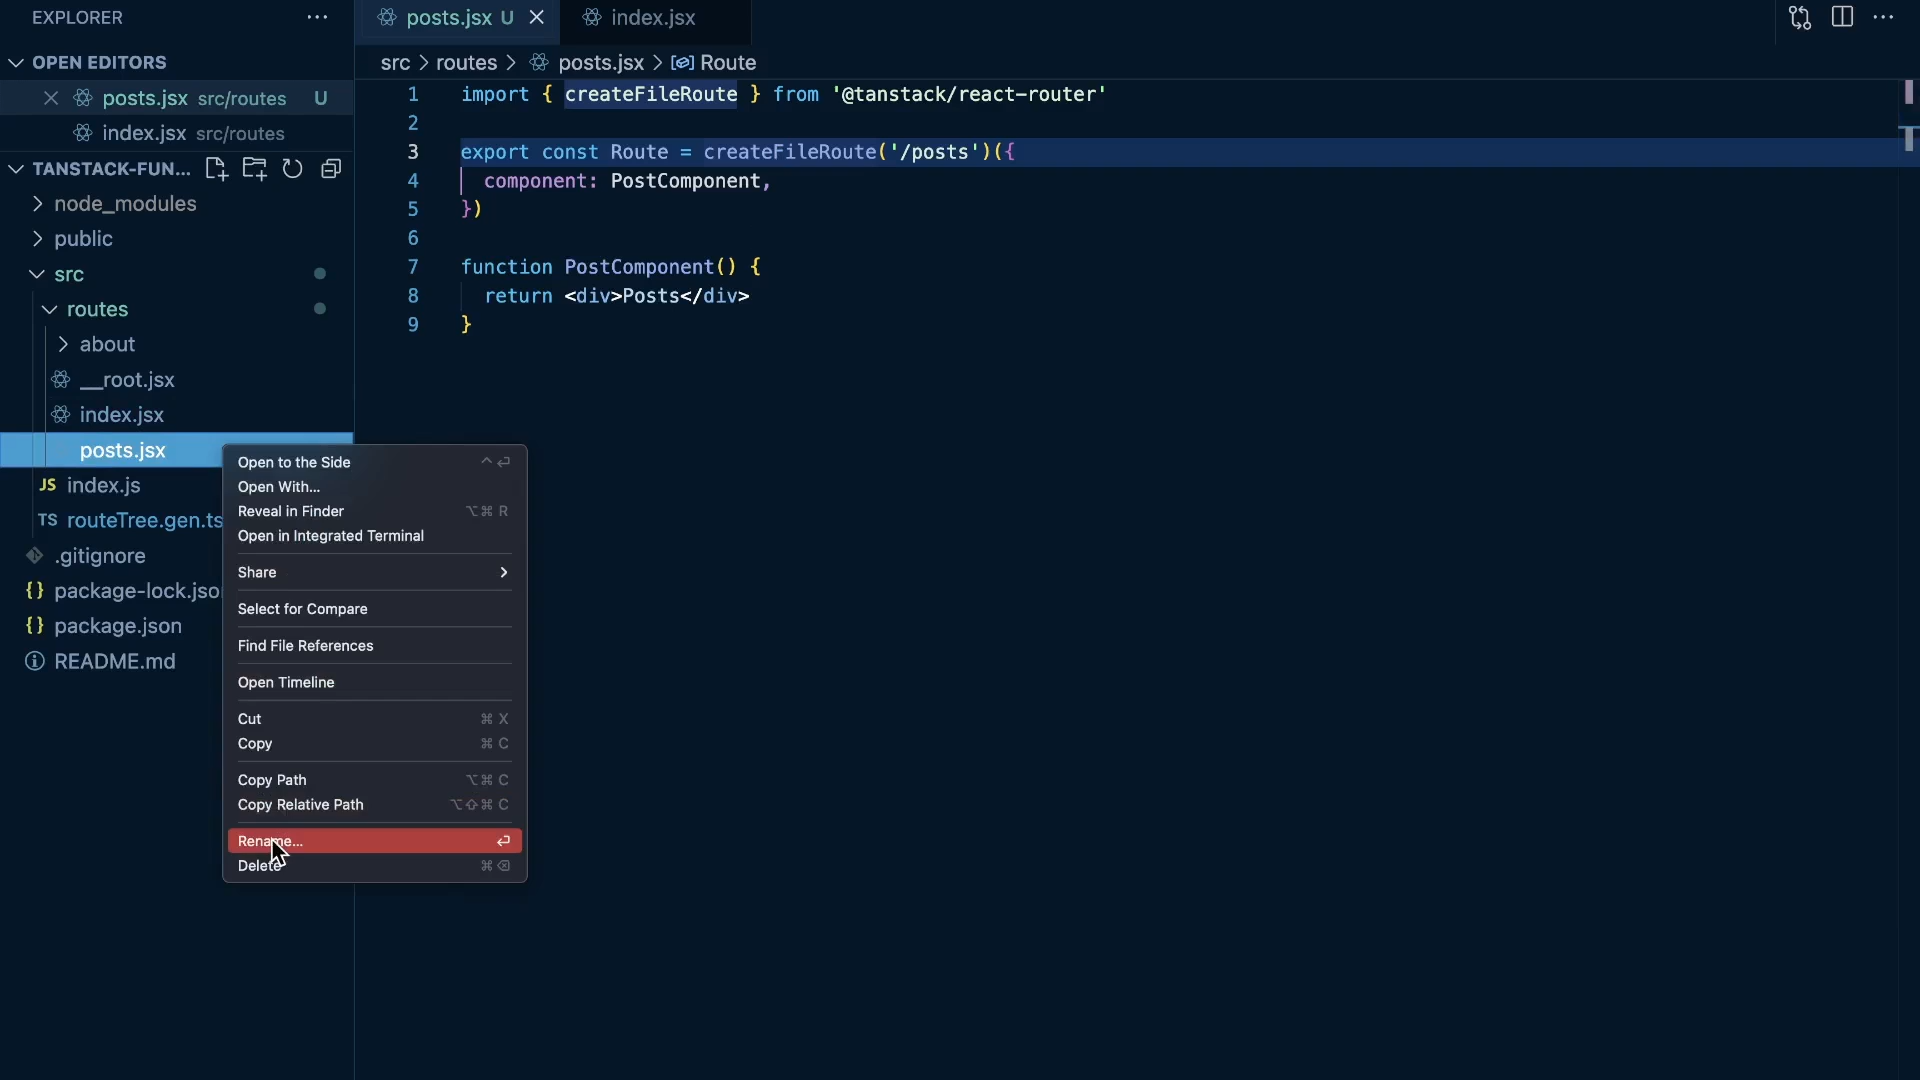 EXPLORER
OPEN EDITORS
posts.jsx src/routes U
index.jsx src/routes
TANSTACK-FUN...
node_modules
public
src
routes
about
__root.jsx
index.jsx
posts.jsx
JS index.js
TS routeTree.gen.ts
.gitignore
{} package-lock.jso
{} package.json
README.md
Open to the Side ⌃⏎
Open With...
Reveal in Finder ⌥⌘ R
Open in Integrated Terminal
Share
Select for Compare
Find File References
Open Timeline
Cut ⌘ X
Copy ⌘ C
Copy Path ⌥⌘ C
Copy Relative Path ⌥⇧⌘ C
Rename... ⏎
Delete ⌘⌫
posts.jsx U
index.jsx
src > routes > posts.jsx > Route
1 import { createFileRoute } from '@tanstack/react-router'
2
3 export const Route = createFileRoute('/posts')({
4 component: PostComponent,
5 })
6
7 function PostComponent() {
8 return <div>Posts</div>
9 }